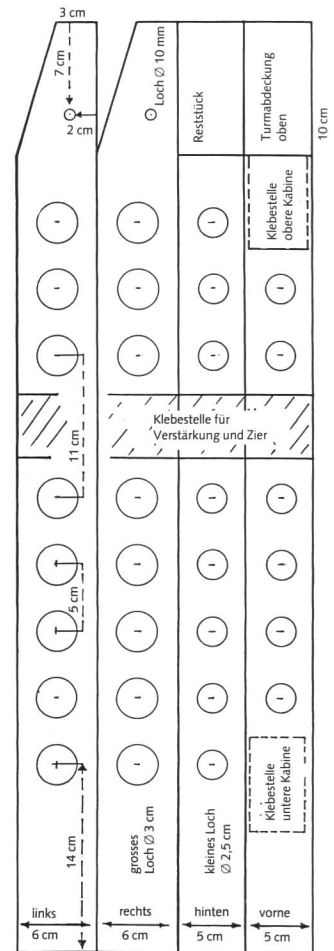 3 cm
7 cm
2 cm
Loch Ø 10 mm
Reststück
Turmabdeckung
oben
10 cm
Klebestelle
obere Kabine
Klebestelle für
Verstärkung und Zier
11 cm
5 cm
14 cm
grosses
Loch Ø 3 cm
kleines Loch
Ø 2,5 cm
Klebestelle
untere Kabine
links
rechts
hinten
vorne
6 cm
6 cm
5 cm
5 cm